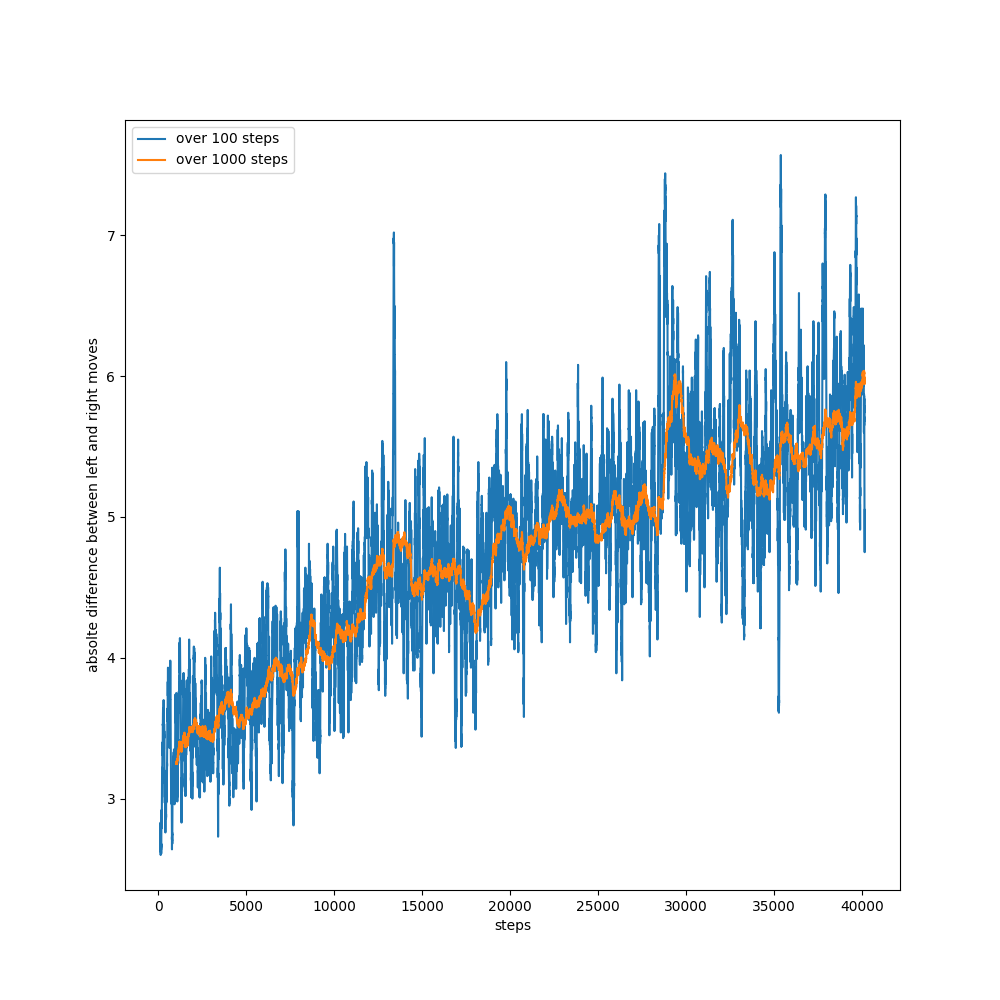 over 100 steps
over 1000 steps
absolte difference between left and right moves
7
6
5
4
3
0 5000 10000 15000 20000 25000 30000 35000 40000
steps